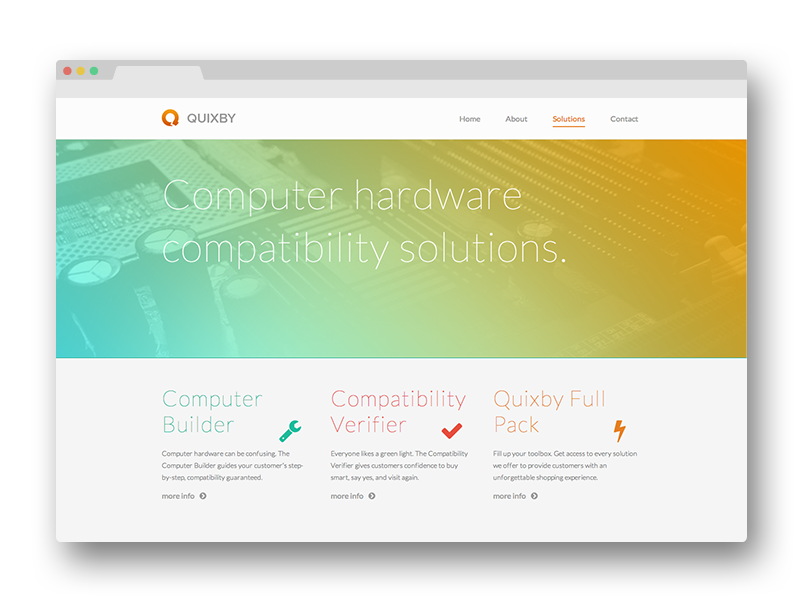 QUIXBY
Home About Solutions Contact
Computer hardware
compatibility solutions.
Computer
Builder
Computer hardware can be confusing. The
Computer Builder guides your customer's step-
by-step, compatibility guaranteed.
more info
Compatibility
Verifier
Everyone likes a green light. The Compatibility
Verifier gives customers confidence to buy
smart, say yes, and visit again.
more info
Quixby Full
Pack
Fill up your toolbox. Get access to every solution
we offer to provide customers with an
unforgettable shopping experience.
more info